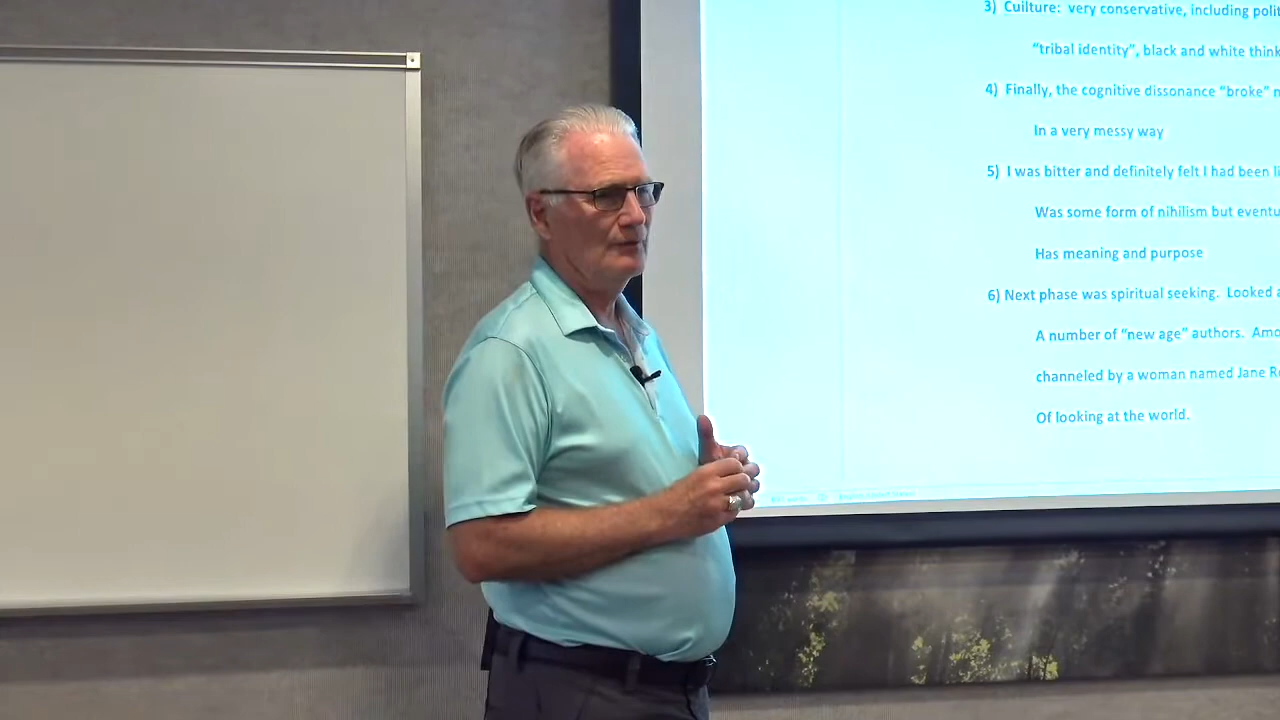 3) Cuilture: very conservative, including polit
"tribal identity", black and white think
4) Finally, the cognitive dissonance "broke"
In a very messy way
5) I was bitter and definitely felt I had been li
Was some form of nihilism but eventu
Has meaning and purpose
6) Next phase was spiritual seeking. Looked
A number of "new age" authors. Amo
channeled by a woman named Jane R
Of looking at the world.